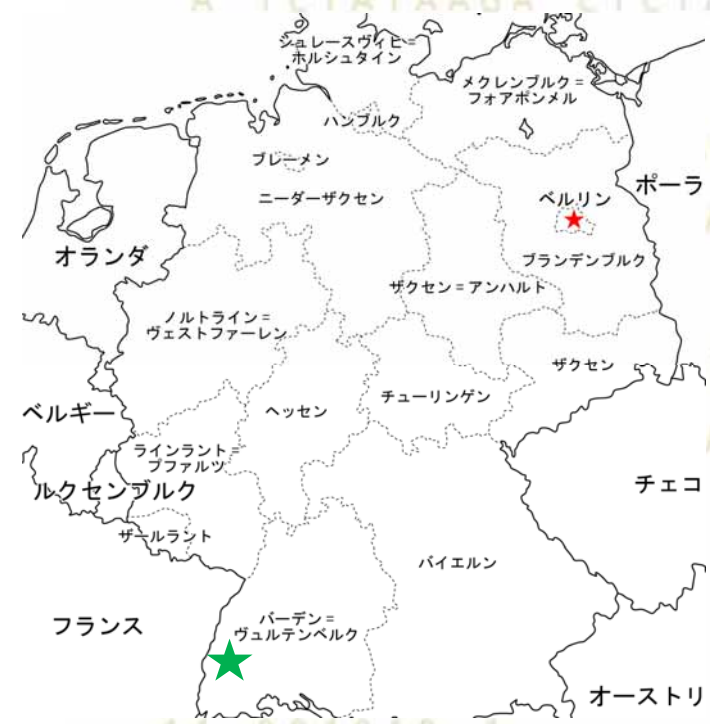 A TCTATAAGA CTCTA
シュレースヴィヒ=
ホルシュタイン
メクレンブルク=
フォアポンメル
ハンブルク
ブレーメン
ニーダーザクセン
ベルリン
ポーラ
オランダ
ブランデンブルク
ザクセン=アンハルト
ノルトライン=
ヴェストファーレン
ザクセン
チューリンゲン
ヘッセン
ベルギー
ラインラント=
プファルツ
ルクセンブルク
チェコ
ザールラント
バイエルン
バーデン=
ヴュルテンベルク
フランス
オーストリ